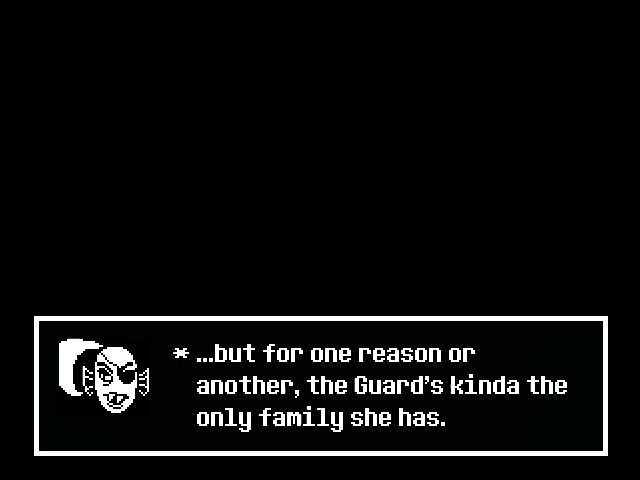 * ...but for one reason or
another, the Guard's kinda the
only family she has.